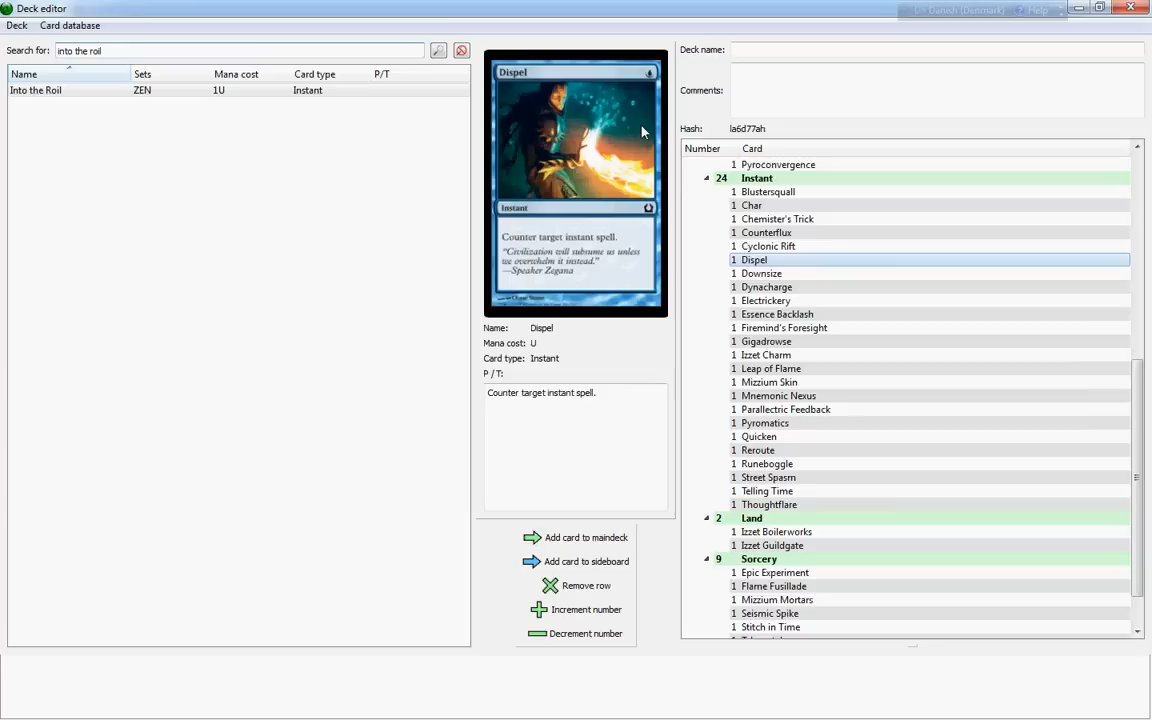 Deck editor
Danish (Danmark) Help
Deck Card database
Search for: into the roil
Name Sets Mana cost Card type P/T
Into the Roil ZEN 1U Instant
Dispel
Instant
Counter target instant spell.
"Civilization will subsume us unless
we overwhelm it instead."
—Speaker Zegana
Name: Dispel
Mana cost: U
Card type: Instant
P / T:
Counter target instant spell.
Add card to maindeck
Add card to sideboard
Remove row
Increment number
Decrement number
Deck name:
Comments:
Hash: la6d77ah
Number Card
1 Pyroconvergence
24 Instant
1 Blustersquall
1 Char
1 Chemister's Trick
1 Counterflux
1 Cyclonic Rift
1 Dispel
1 Downsize
1 Dynacharge
1 Electrickery
1 Essence Backlash
1 Firemind's Foresight
1 Gigadrowse
1 Izzet Charm
1 Leap of Flame
1 Mizzium Skin
1 Mnemonic Nexus
1 Parallectric Feedback
1 Pyromatics
1 Quicken
1 Reroute
1 Runeboggle
1 Street Spasm
1 Telling Time
1 Thoughtflare
2 Land
1 Izzet Boilerworks
1 Izzet Guildgate
9 Sorcery
1 Epic Experiment
1 Flame Fusillade
1 Mizzium Mortars
1 Seismic Spike
1 Stitch in Time